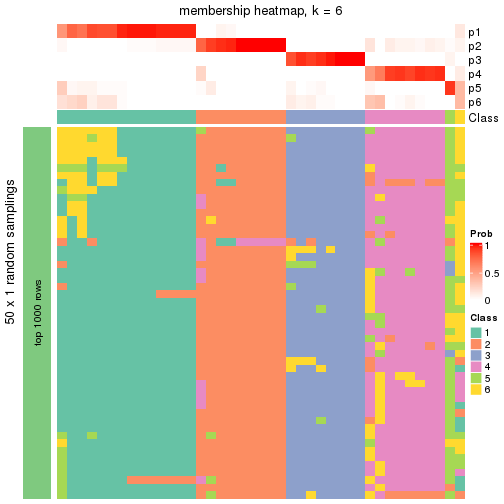 membership heatmap, k = 6
p1
p2
p3
p4
p5
p6
Class
50 x 1 random samplings
top 1000 rows
Prob
1
0.5
0
Class
1
2
3
4
5
6